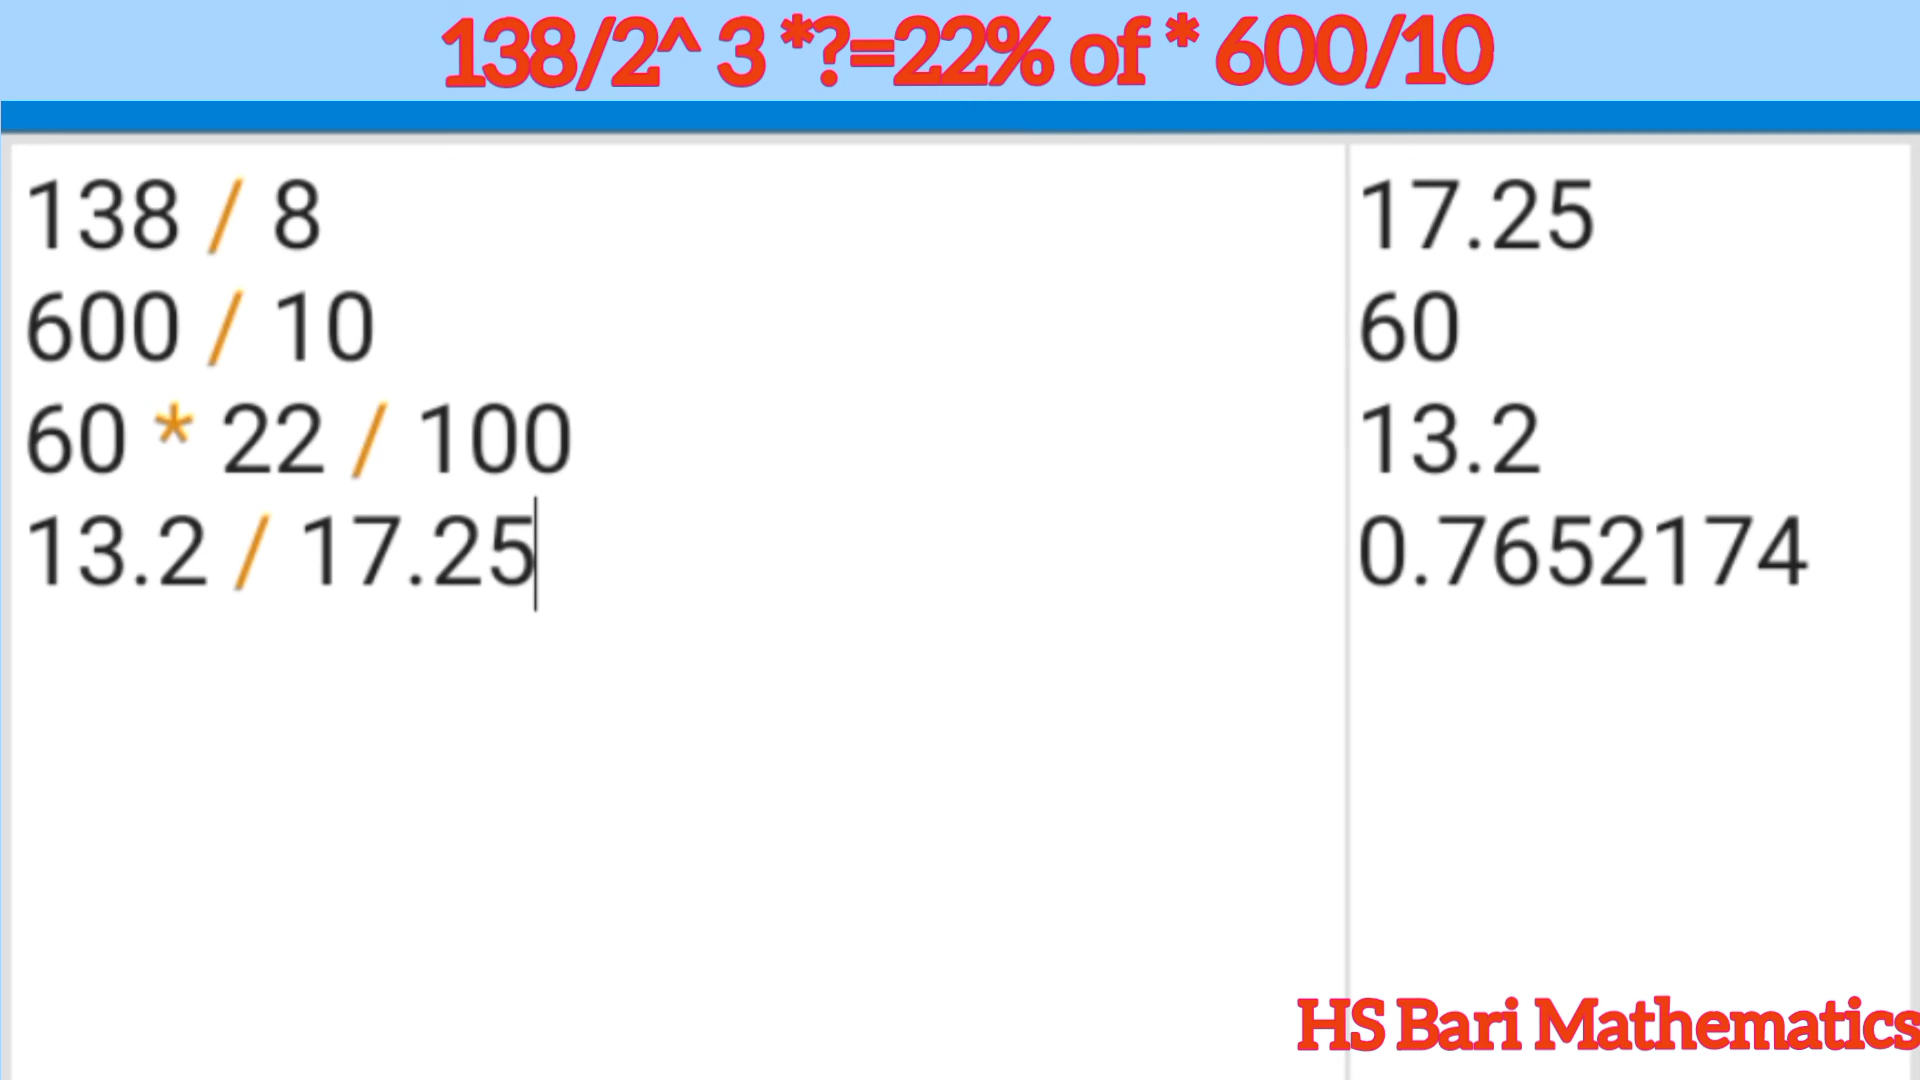 138/2^ 3 *?=22% of * 600/10
138 / 8 17.25
600 / 10 60
60 * 22 / 100 13.2
13.2 / 17.25 0.7652174
HS Bari Mathematics